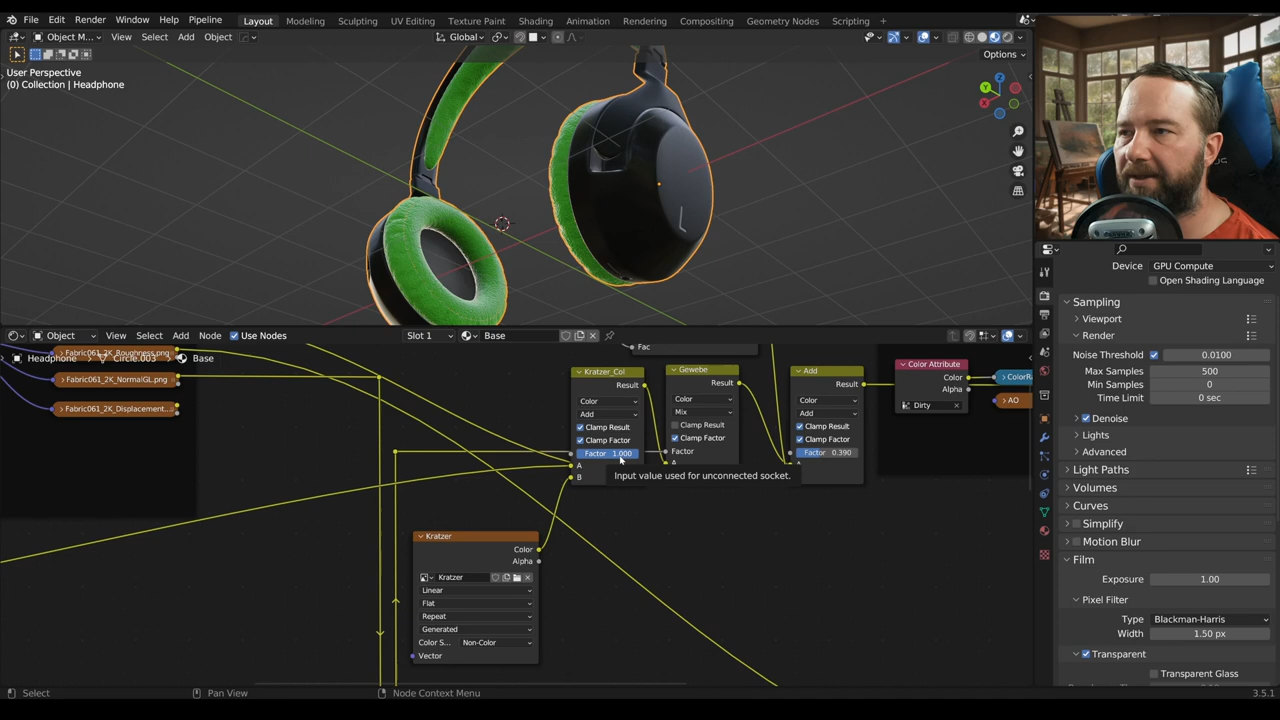 File Edit Render Window Help Pipeline Layout Modeling Sculpting UV Editing Texture Paint Shading Animation Rendering Compositing Geometry Nodes Scripting +
Object M... View Select Add Object Global
Options
User Perspective
(0) Collection | Headphone
X
Y
Z
Object View Select Add Node Use Nodes Slot 1 Base
Fabric061_2K_Roughness.png
Headphone Circle.003 Base
Fabric061_2K_NormalGL.png
Fabric061_2K_Displacement...
Fac
Kratzer_Col
Result
Color
Add
Clamp Result
Clamp Factor
Factor 1.000
A
B
Gewebe
Result
Color
Mix
Clamp Result
Clamp Factor
Factor
Add
Result
Color
Add
Clamp Result
Clamp Factor
Factor 0.390
Input value used for unconnected socket.
Color Attribute
Color
Alpha
Dirty
ColorRa
AO
Kratzer
Color
Alpha
Kratzer
Linear
Flat
Repeat
Generated
Color S... Non-Color
Vector
Device GPU Compute
Open Shading Language
Sampling
Viewport
Render
Noise Threshold 0.0100
Max Samples 500
Min Samples 0
Time Limit 0 sec
Denoise
Lights
Advanced
Light Paths
Volumes
Curves
Simplify
Motion Blur
Film
Exposure 1.00
Pixel Filter
Type Blackman-Harris
Width 1.50 px
Transparent
Transparent Glass
Select Pan View Node Context Menu 3.5.1